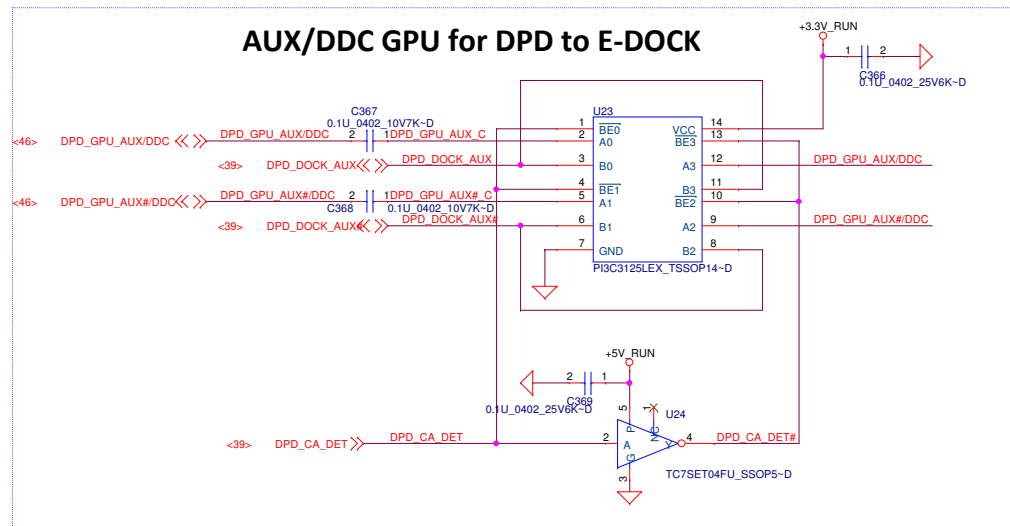 AUX/DDC GPU for DPD to E-DOCK
+3.3V_RUN
1 2
C366
0.1U_0402_25V6K~D
C367
0.1U_0402_10V7K~D
U23
<46> DPD_GPU_AUX/DDC DPD_GPU_AUX/DDC 2 1 DPD_GPU_AUX_C
<39> DPD_DOCK_AUX DPD_DOCK_AUX
<46> DPD_GPU_AUX#/DDC DPD_GPU_AUX#/DDC 2 1 DPD_GPU_AUX#_C
C368 0.1U_0402_10V7K~D
<39> DPD_DOCK_AUX# DPD_DOCK_AUX#
1 BE0 VCC 14
2 A0 BE3 13
3 B0 A3 12 DPD_GPU_AUX/DDC
4 BE1 B3 11
5 A1 BE2 10
6 B1 A2 9 DPD_GPU_AUX#/DDC
7 GND B2 8
PI3C3125LEX_TSSOP14~D
+5V_RUN
2 1
C369
0.1U_0402_25V6K~D
5 P 1 NC U24
<39> DPD_CA_DET DPD_CA_DET 2 A Y 4 DPD_CA_DET#
3 G
TC7SET04FU_SSOP5~D